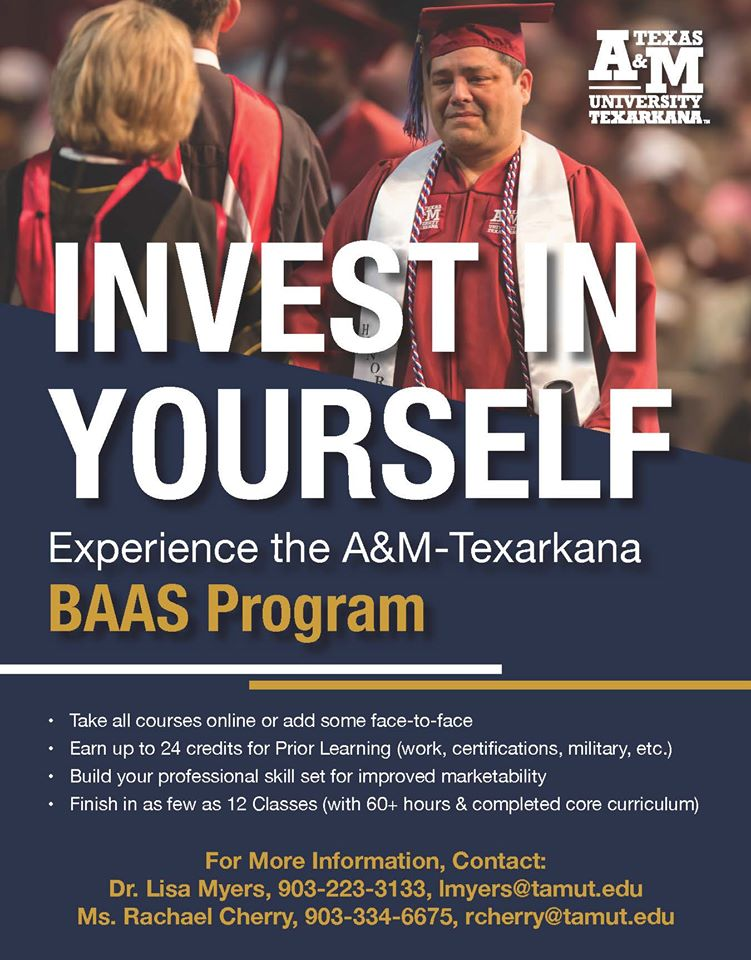 TEXAS
A&M
UNIVERSITY
TEXARKANA™
A&M
HONOR
INVEST IN
YOURSELF
Experience the A&M-Texarkana
BAAS Program
• Take all courses online or add some face-to-face
• Earn up to 24 credits for Prior Learning (work, certifications, military, etc.)
• Build your professional skill set for improved marketability
• Finish in as few as 12 Classes (with 60+ hours & completed core curriculum)
For More Information, Contact:
Dr. Lisa Myers, 903-223-3133, lmyers@tamut.edu
Ms. Rachael Cherry, 903-334-6675, rcherry@tamut.edu